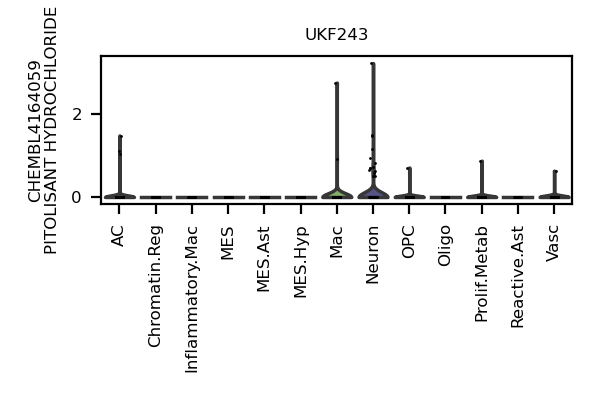 UKF243
CHEMBL4164059
PITOLISANT HYDROCHLORIDE
2
0
AC
Chromatin.Reg
Inflammatory.Mac
MES
MES.Ast
MES.Hyp
Mac
Neuron
OPC
Oligo
Prolif.Metab
Reactive.Ast
Vasc